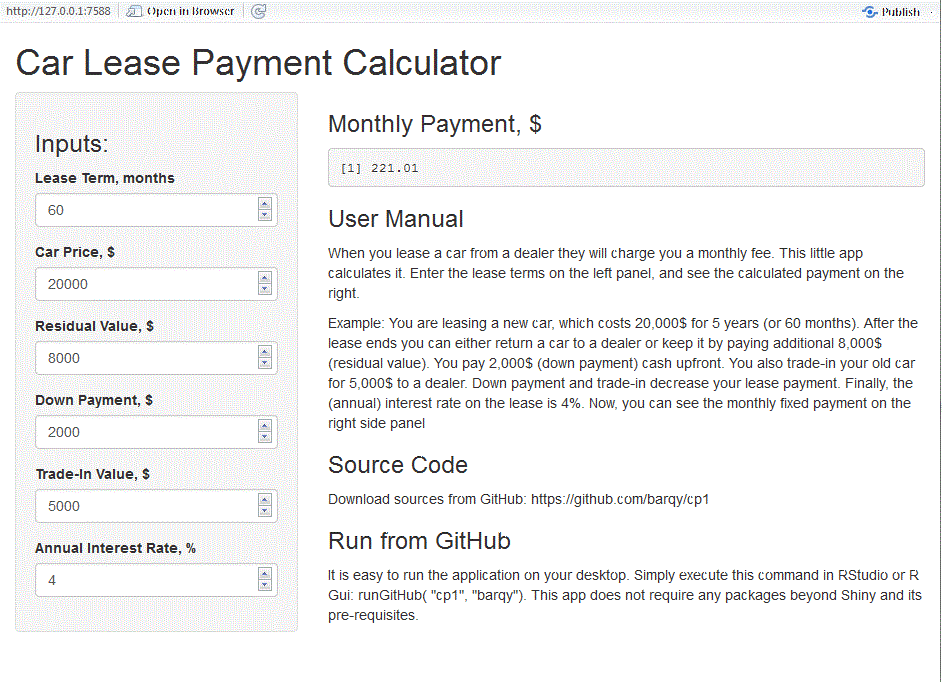 http://127.0.0.1:7588 Open in Browser Publish
Car Lease Payment Calculator
Inputs:
Lease Term, months
60
Car Price, $
20000
Residual Value, $
8000
Down Payment, $
2000
Trade-In Value, $
5000
Annual Interest Rate, %
4
Monthly Payment, $
[1] 221.01
User Manual
When you lease a car from a dealer they will charge you a monthly fee. This little app
calculates it. Enter the lease terms on the left panel, and see the calculated payment on the
right.
Example: You are leasing a new car, which costs 20,000$ for 5 years (or 60 months). After the
lease ends you can either return a car to a dealer or keep it by paying additional 8,000$
(residual value). You pay 2,000$ (down payment) cash upfront. You also trade-in your old car
for 5,000$ to a dealer. Down payment and trade-in decrease your lease payment. Finally, the
(annual) interest rate on the lease is 4%. Now, you can see the monthly fixed payment on the
right side panel
Source Code
Download sources from GitHub: https://github.com/barqy/cp1
Run from GitHub
It is easy to run the application on your desktop. Simply execute this command in RStudio or R
Gui: runGitHub( "cp1", "barqy"). This app does not require any packages beyond Shiny and its
pre-requisites.